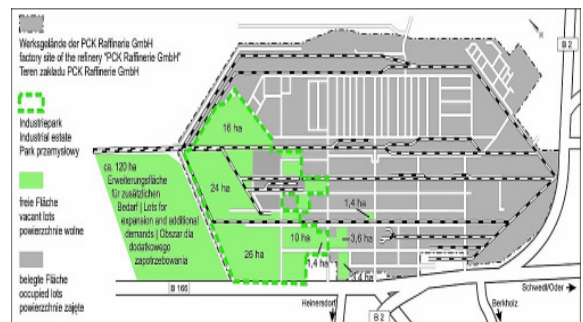 Werksgelände der PCK Raffinerie GmbH
factory site of the refinery "PCK Raffinerie GmbH"
Teren zakladu PCK Raffinerie GmbH
Industriepark
Industrial estate
Park przemysłowy
freie Fläche
vacant lots
powierzchnie wolne
belegte Fläche
occupied lots
powierzchnie zajęte
ca. 120 ha
Erweiterungsfläche
für zusätzlichen
Bedarf | Lots for
expansion and additional
demands | Obszar dla
dodatkowego
zapotrzebowania
16 ha
24 ha
26 ha
10 ha
1,4 ha
3,6 ha
1,4 ha
B 2
B 166
Heinersdorf
B 2
Berkholz
Schwedt/Oder